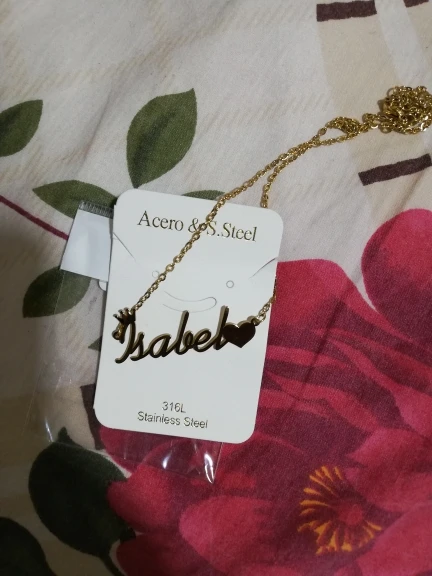 Acero & S.Steel
Isabel
316L
Stainless Steel